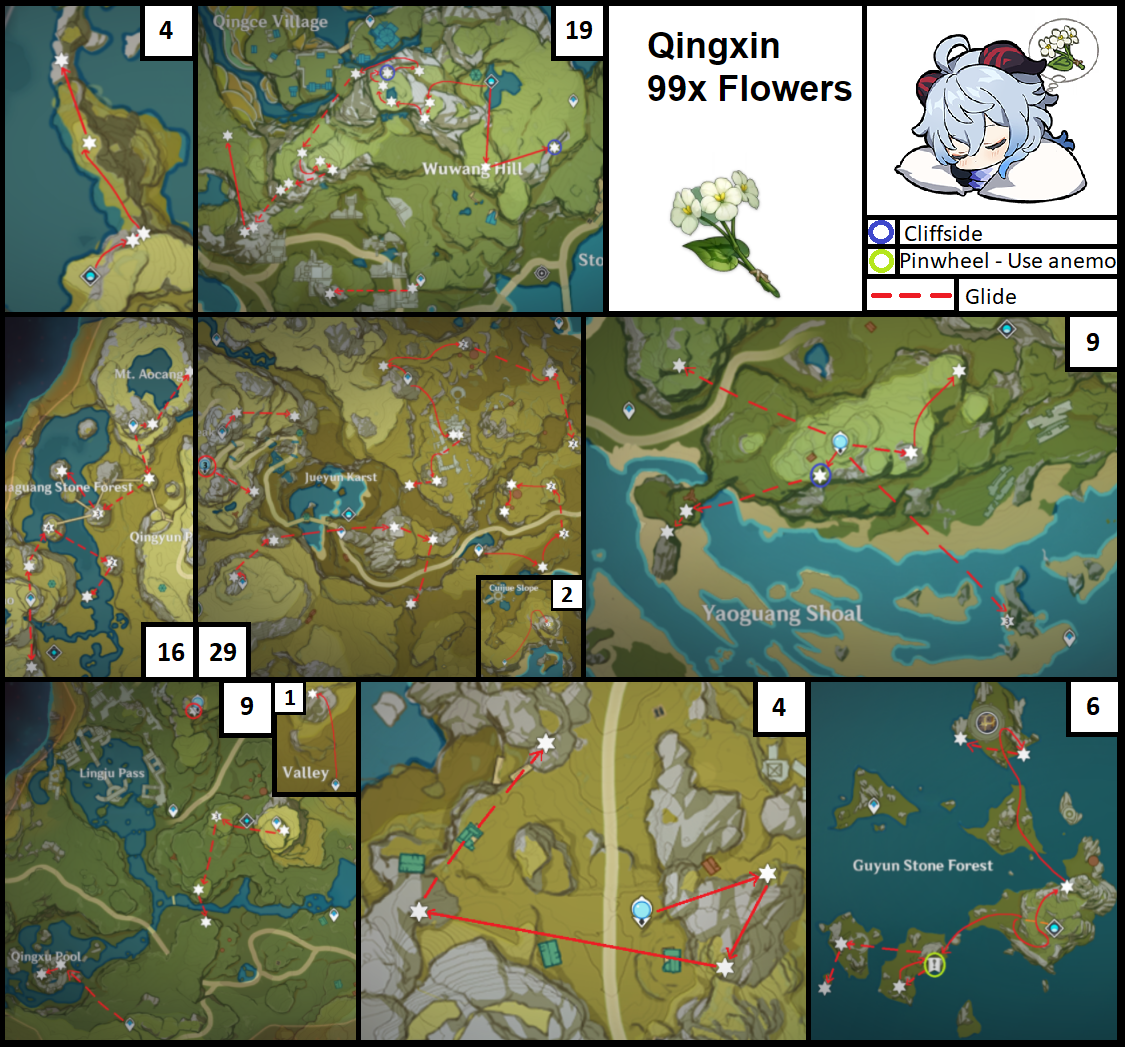 4
Qingce Village
19
Wuwang Hill
Sto
Qingxin
99x Flowers
Cliffside
Pinwheel - Use anemo
Glide
Mt. Aocang
aguang Stone Forest
Qingyun P
16
Jueyun Karst
29
Cuijue Slope
2
9
Yaoguang Shoal
Lingju Pass
9
1
Valley
Qingxu Pool
4
6
Guyun Stone Forest